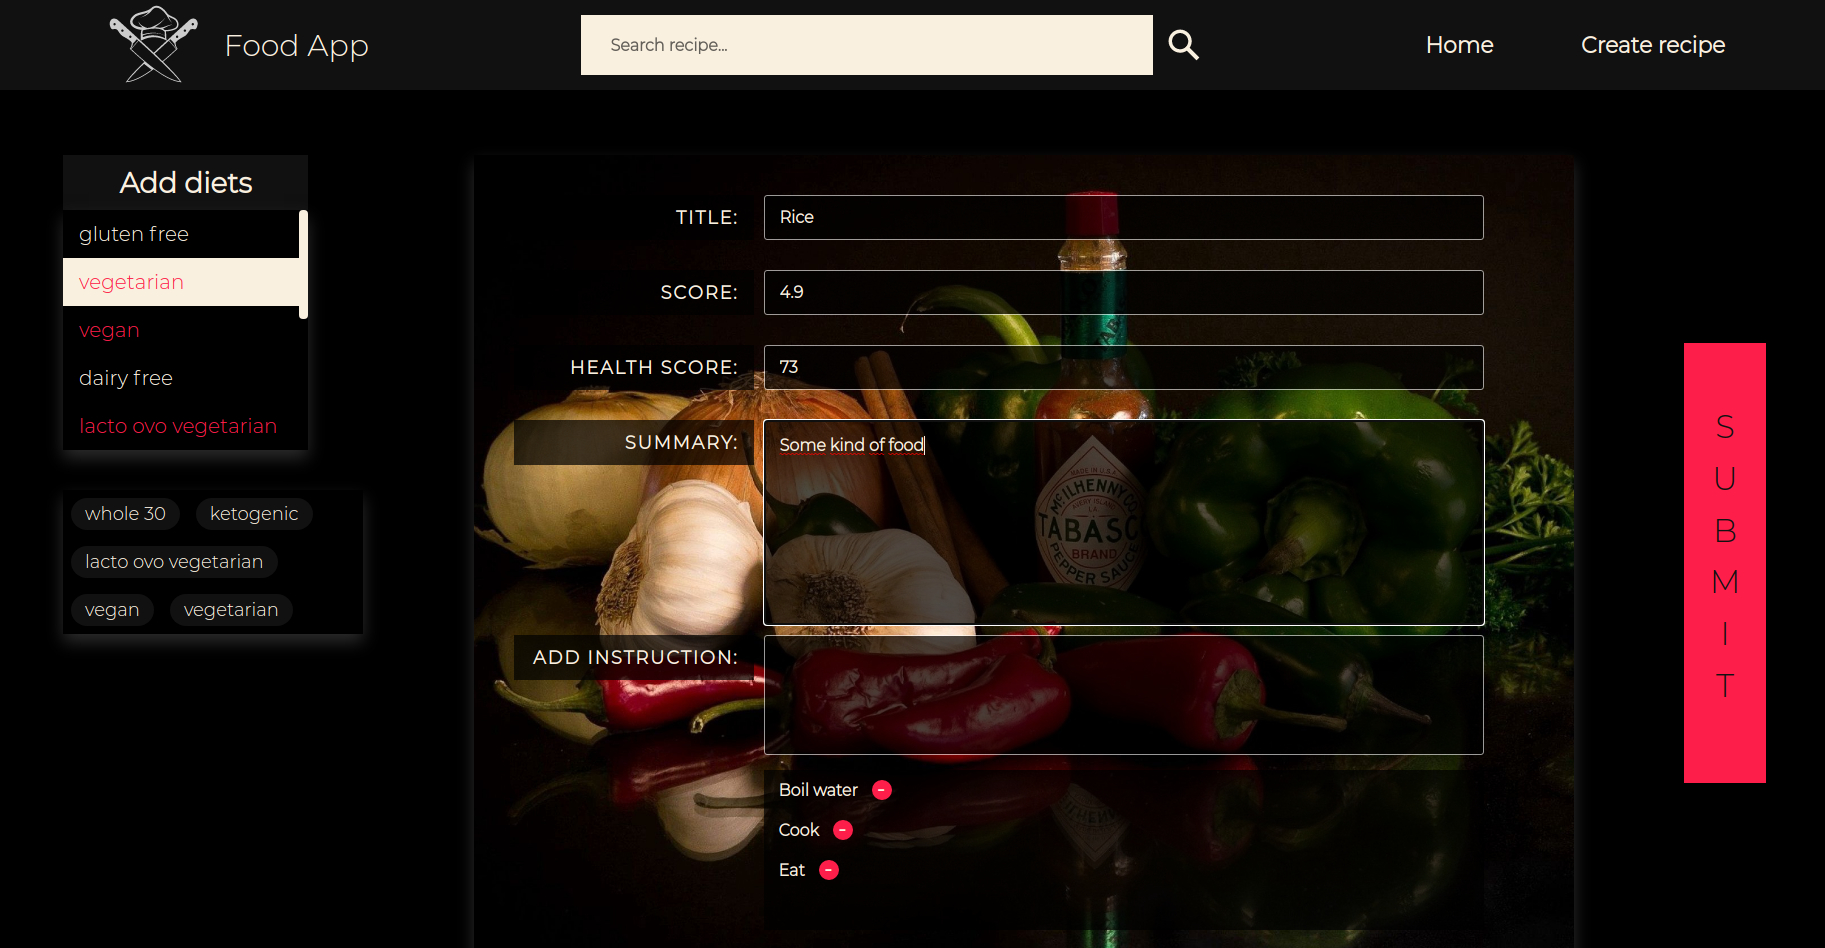 Food App
Search recipe...
Home
Create recipe
Add diets
gluten free
vegetarian
vegan
dairy free
lacto ovo vegetarian
whole 30 ketogenic
lacto ovo vegetarian
vegan vegetarian
TITLE: Rice
SCORE: 4.9
HEALTH SCORE: 73
SUMMARY: Some kind of food
MADE IN U.S.A.
McILHENNY CO.
AVERY ISLAND,
LA.
TABASCO
BRAND
PEPPER SAUCE
ADD INSTRUCTION:
Boil water -
Cook -
Eat -
S
U
B
M
I
T